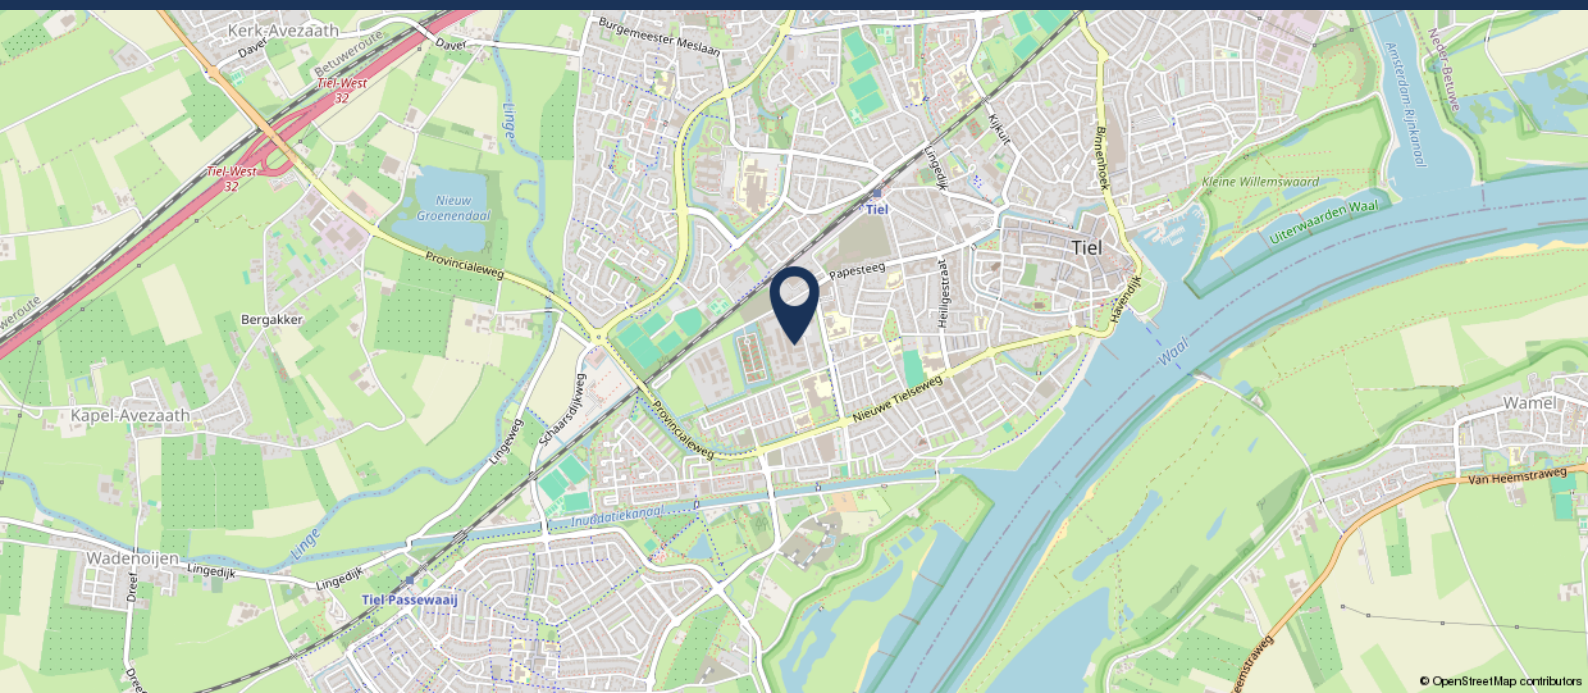 Kerk-Avezaath
Daver
Betuweroute
Daver
Burgemeester Meslaan
Tiel-West
32
Tiel-West
32
Linge
Nieuw
Groenendaal
Provincialeweg
Bergakker
Kapel-Avezaath
Lingeweg
Schaarsdijkweg
Provincialeweg
Linge
Wadenoijen
Lingedijk
Lingedijk
Dreef
Tiel-Passewaaij
Inundatiekanaal
Nieuwe Tielseweg
Papesteeg
Heiligestraat
Tiel
Lingedijk
Kijkuit
Binnenhoek
Tiel
Havendijk
Waal
Kleine Willemswaard
Uiterwaarden Waal
Amsterdam-Rijnkanaal
Neder-Betuwe
Wamel
Van Heemstraweg
© OpenStreetMap contributors